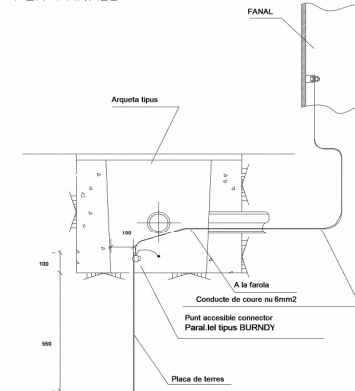 FANAL
Arqueta tipus
100
100
A la farola
Conducte de coure nu 6mm2
Punt accesible connector
Paral.lel tipus BURNDY
550
Placa de terres